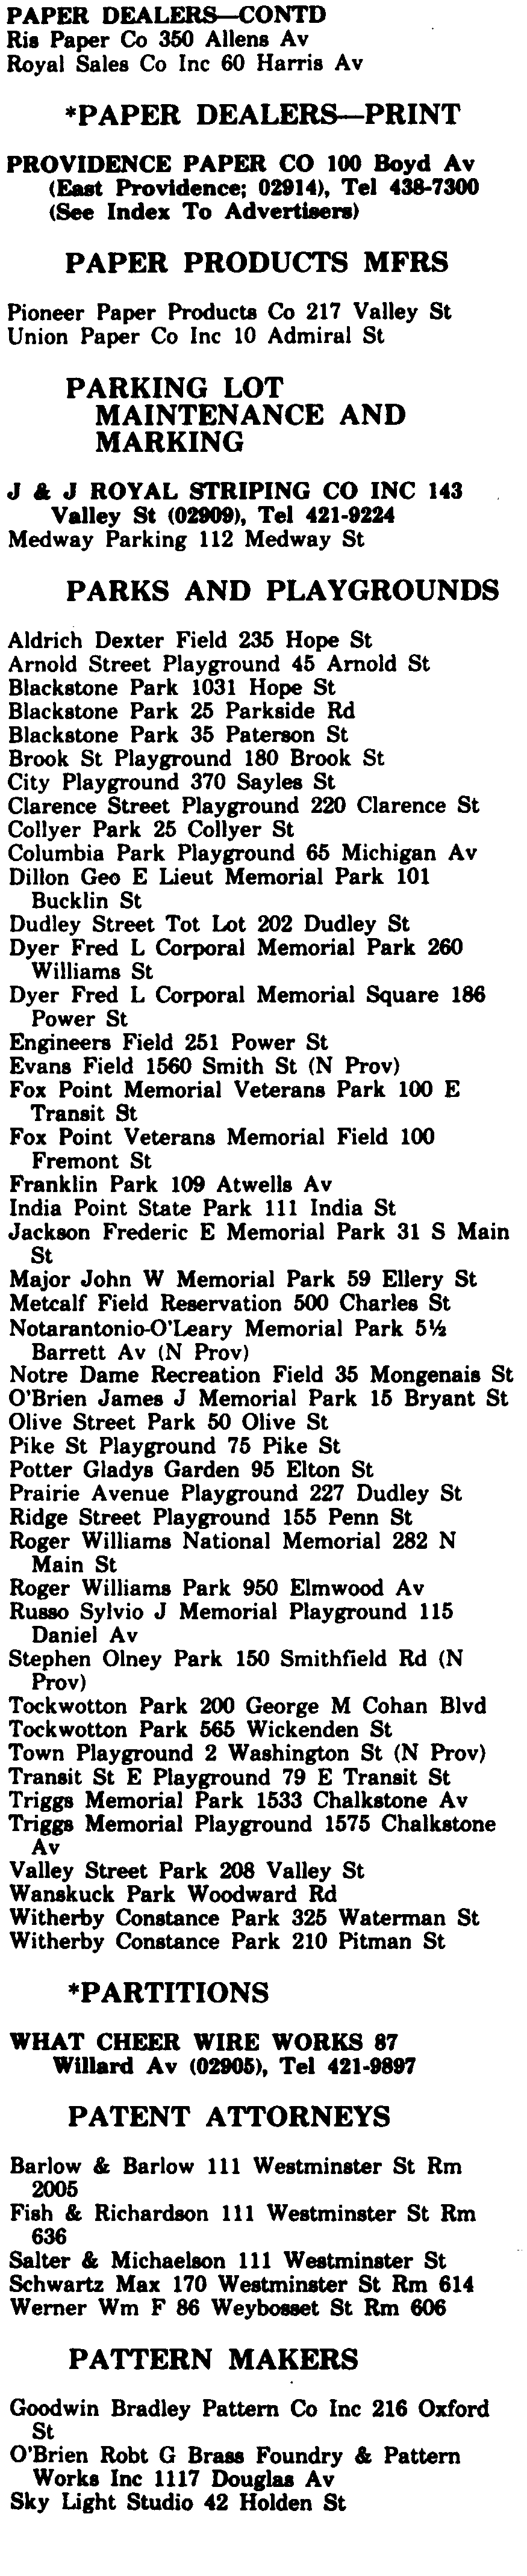 PAPER DEALERS—CONTD
Ris Paper Co 350 Allens Av
Royal Sales Co Inc 60 Harris Av
*PAPER DEALERS—PRINT
PROVIDENCE PAPER CO 100 Boyd Av
(East Providence; 02914), Tel 438-7300
(See Index To Advertisers)
PAPER PRODUCTS MFRS
Pioneer Paper Products Co 217 Valley St
Union Paper Co Inc 10 Admiral St
PARKING LOT
MAINTENANCE AND
MARKING
J & J ROYAL STRIPING CO INC 143
Valley St (02909), Tel 421-9224
Medway Parking 112 Medway St
PARKS AND PLAYGROUNDS
Aldrich Dexter Field 235 Hope St
Arnold Street Playground 45 Arnold St
Blackstone Park 1031 Hope St
Blackstone Park 25 Parkside Rd
Blackstone Park 35 Paterson St
Brook St Playground 180 Brook St
City Playground 370 Sayles St
Clarence Street Playground 220 Clarence St
Collyer Park 25 Collyer St
Columbia Park Playground 65 Michigan Av
Dillon Geo E Lieut Memorial Park 101
Bucklin St
Dudley Street Tot Lot 202 Dudley St
Dyer Fred L Corporal Memorial Park 260
Williams St
Dyer Fred L Corporal Memorial Square 186
Power St
Engineers Field 251 Power St
Evans Field 1560 Smith St (N Prov)
Fox Point Memorial Veterans Park 100 E
Transit St
Fox Point Veterans Memorial Field 100
Fremont St
Franklin Park 109 Atwells Av
India Point State Park 111 India St
Jackson Frederic E Memorial Park 31 S Main
St
Major John W Memorial Park 59 Ellery St
Metcalf Field Reservation 500 Charles St
Notarantonio-O'Leary Memorial Park 5½
Barrett Av (N Prov)
Notre Dame Recreation Field 35 Mongenais St
O'Brien James J Memorial Park 15 Bryant St
Olive Street Park 50 Olive St
Pike St Playground 75 Pike St
Potter Gladys Garden 95 Elton St
Prairie Avenue Playground 227 Dudley St
Ridge Street Playground 155 Penn St
Roger Williams National Memorial 282 N
Main St
Roger Williams Park 950 Elmwood Av
Russo Sylvio J Memorial Playground 115
Daniel Av
Stephen Olney Park 150 Smithfield Rd (N
Prov)
Tockwotton Park 200 George M Cohan Blvd
Tockwotton Park 565 Wickenden St
Town Playground 2 Washington St (N Prov)
Transit St E Playground 79 E Transit St
Triggs Memorial Park 1533 Chalkstone Av
Triggs Memorial Playground 1575 Chalkstone
Av
Valley Street Park 208 Valley St
Wanskuck Park Woodward Rd
Witherby Constance Park 325 Waterman St
Witherby Constance Park 210 Pitman St
*PARTITIONS
WHAT CHEER WIRE WORKS 87
Willard Av (02905), Tel 421-9897
PATENT ATTORNEYS
Barlow & Barlow 111 Westminster St Rm
2005
Fish & Richardson 111 Westminster St Rm
636
Salter & Michaelson 111 Westminster St
Schwartz Max 170 Westminster St Rm 614
Werner Wm F 86 Weybosset St Rm 606
PATTERN MAKERS
Goodwin Bradley Pattern Co Inc 216 Oxford
St
O'Brien Robt G Brass Foundry & Pattern
Works Inc 1117 Douglas Av
Sky Light Studio 42 Holden St